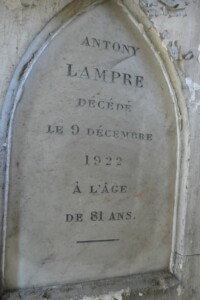 ANTONY
LAMPRE
DÉCÉDÉ
LE 9 DÉCEMBRE
1922
À L'ÂGE
DE 81 ANS.